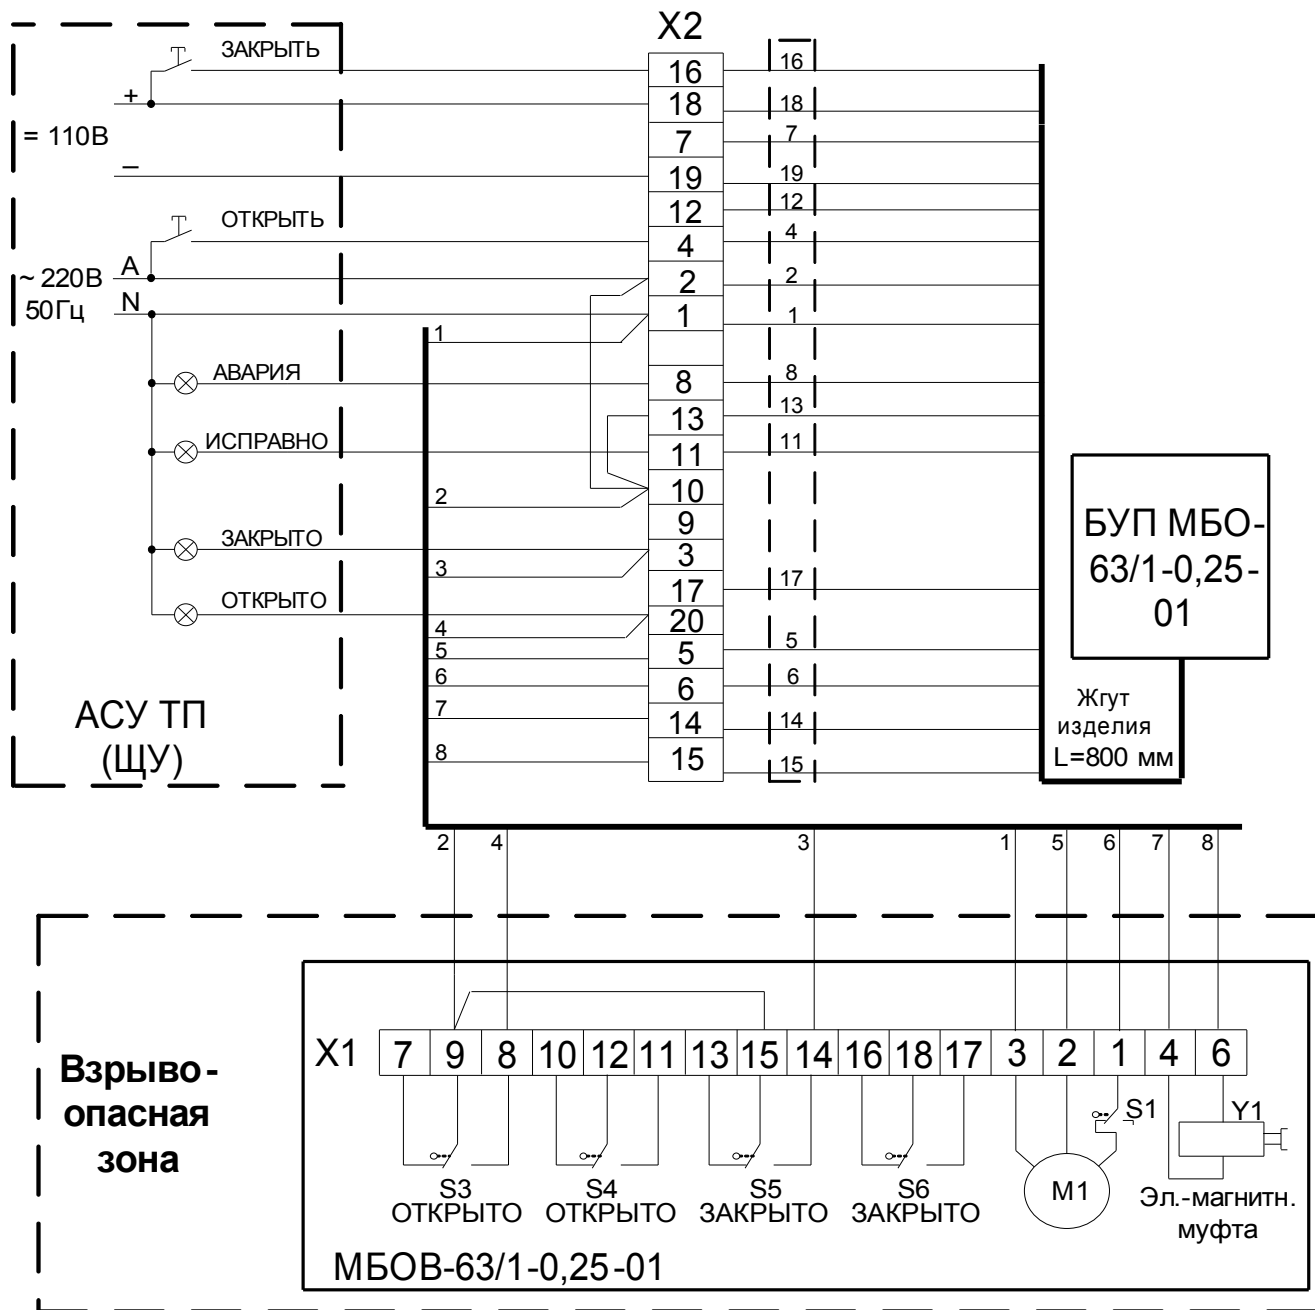 X2
ЗАКРЫТЬ
16
16
+
18
18
= 110В
7
7
–
19
19
12
12
ОТКРЫТЬ
4
4
~ 220В
A
2
2
50Гц
N
1
1
1
АВАРИЯ
8
8
13
13
ИСПРАВНО
11
11
2
10
9
БУП МБО-
63/1-0,25-
01
ЗАКРЫТО
3
3
17
17
ОТКРЫТО
20
4
5
5
5
6
6
6
7
14
14
8
15
15
АСУ ТП
(ЩУ)
Жгут
изделия
L=800 мм
2 4 3 1 5 6 7 8
Взрыво-
опасная
зона
X1 7 9 8 10 12 11 13 15 14 16 18 17 3 2 1 4 6
S1
Y1
S3
ОТКРЫТО
S4
ОТКРЫТО
S5
ЗАКРЫТО
S6
ЗАКРЫТО
M1
Эл.-магнитн.
муфта
МБОВ-63/1-0,25-01